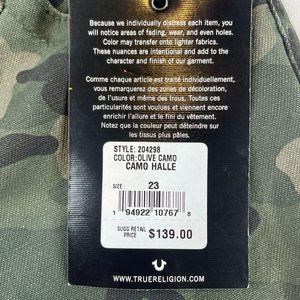 Because we individually distress each item, you
will notice areas of fading, wear, and even holes.
Color may transfer onto lighter fabrics.
These nuances are intentional and add to the
character and finish of our garment.
Comme chaque article est traité individuellement,
vous remarquerez des zones de décoloration,
de l'usure et même des trous. Toutes ces
particularités sont voulues et viennent encore
enrichir l'allure et le fini du vêtement.
Notez que la couleur peut déteindre sur
les tissus plus clairs.
STYLE: 204298
COLOR: OLIVE CAMO
CAMO HALLE
SIZE: 23
1 94922 10767 8
SUGG RETAIL
PRICE $139.00
WWW.TRUERELIGION.COM